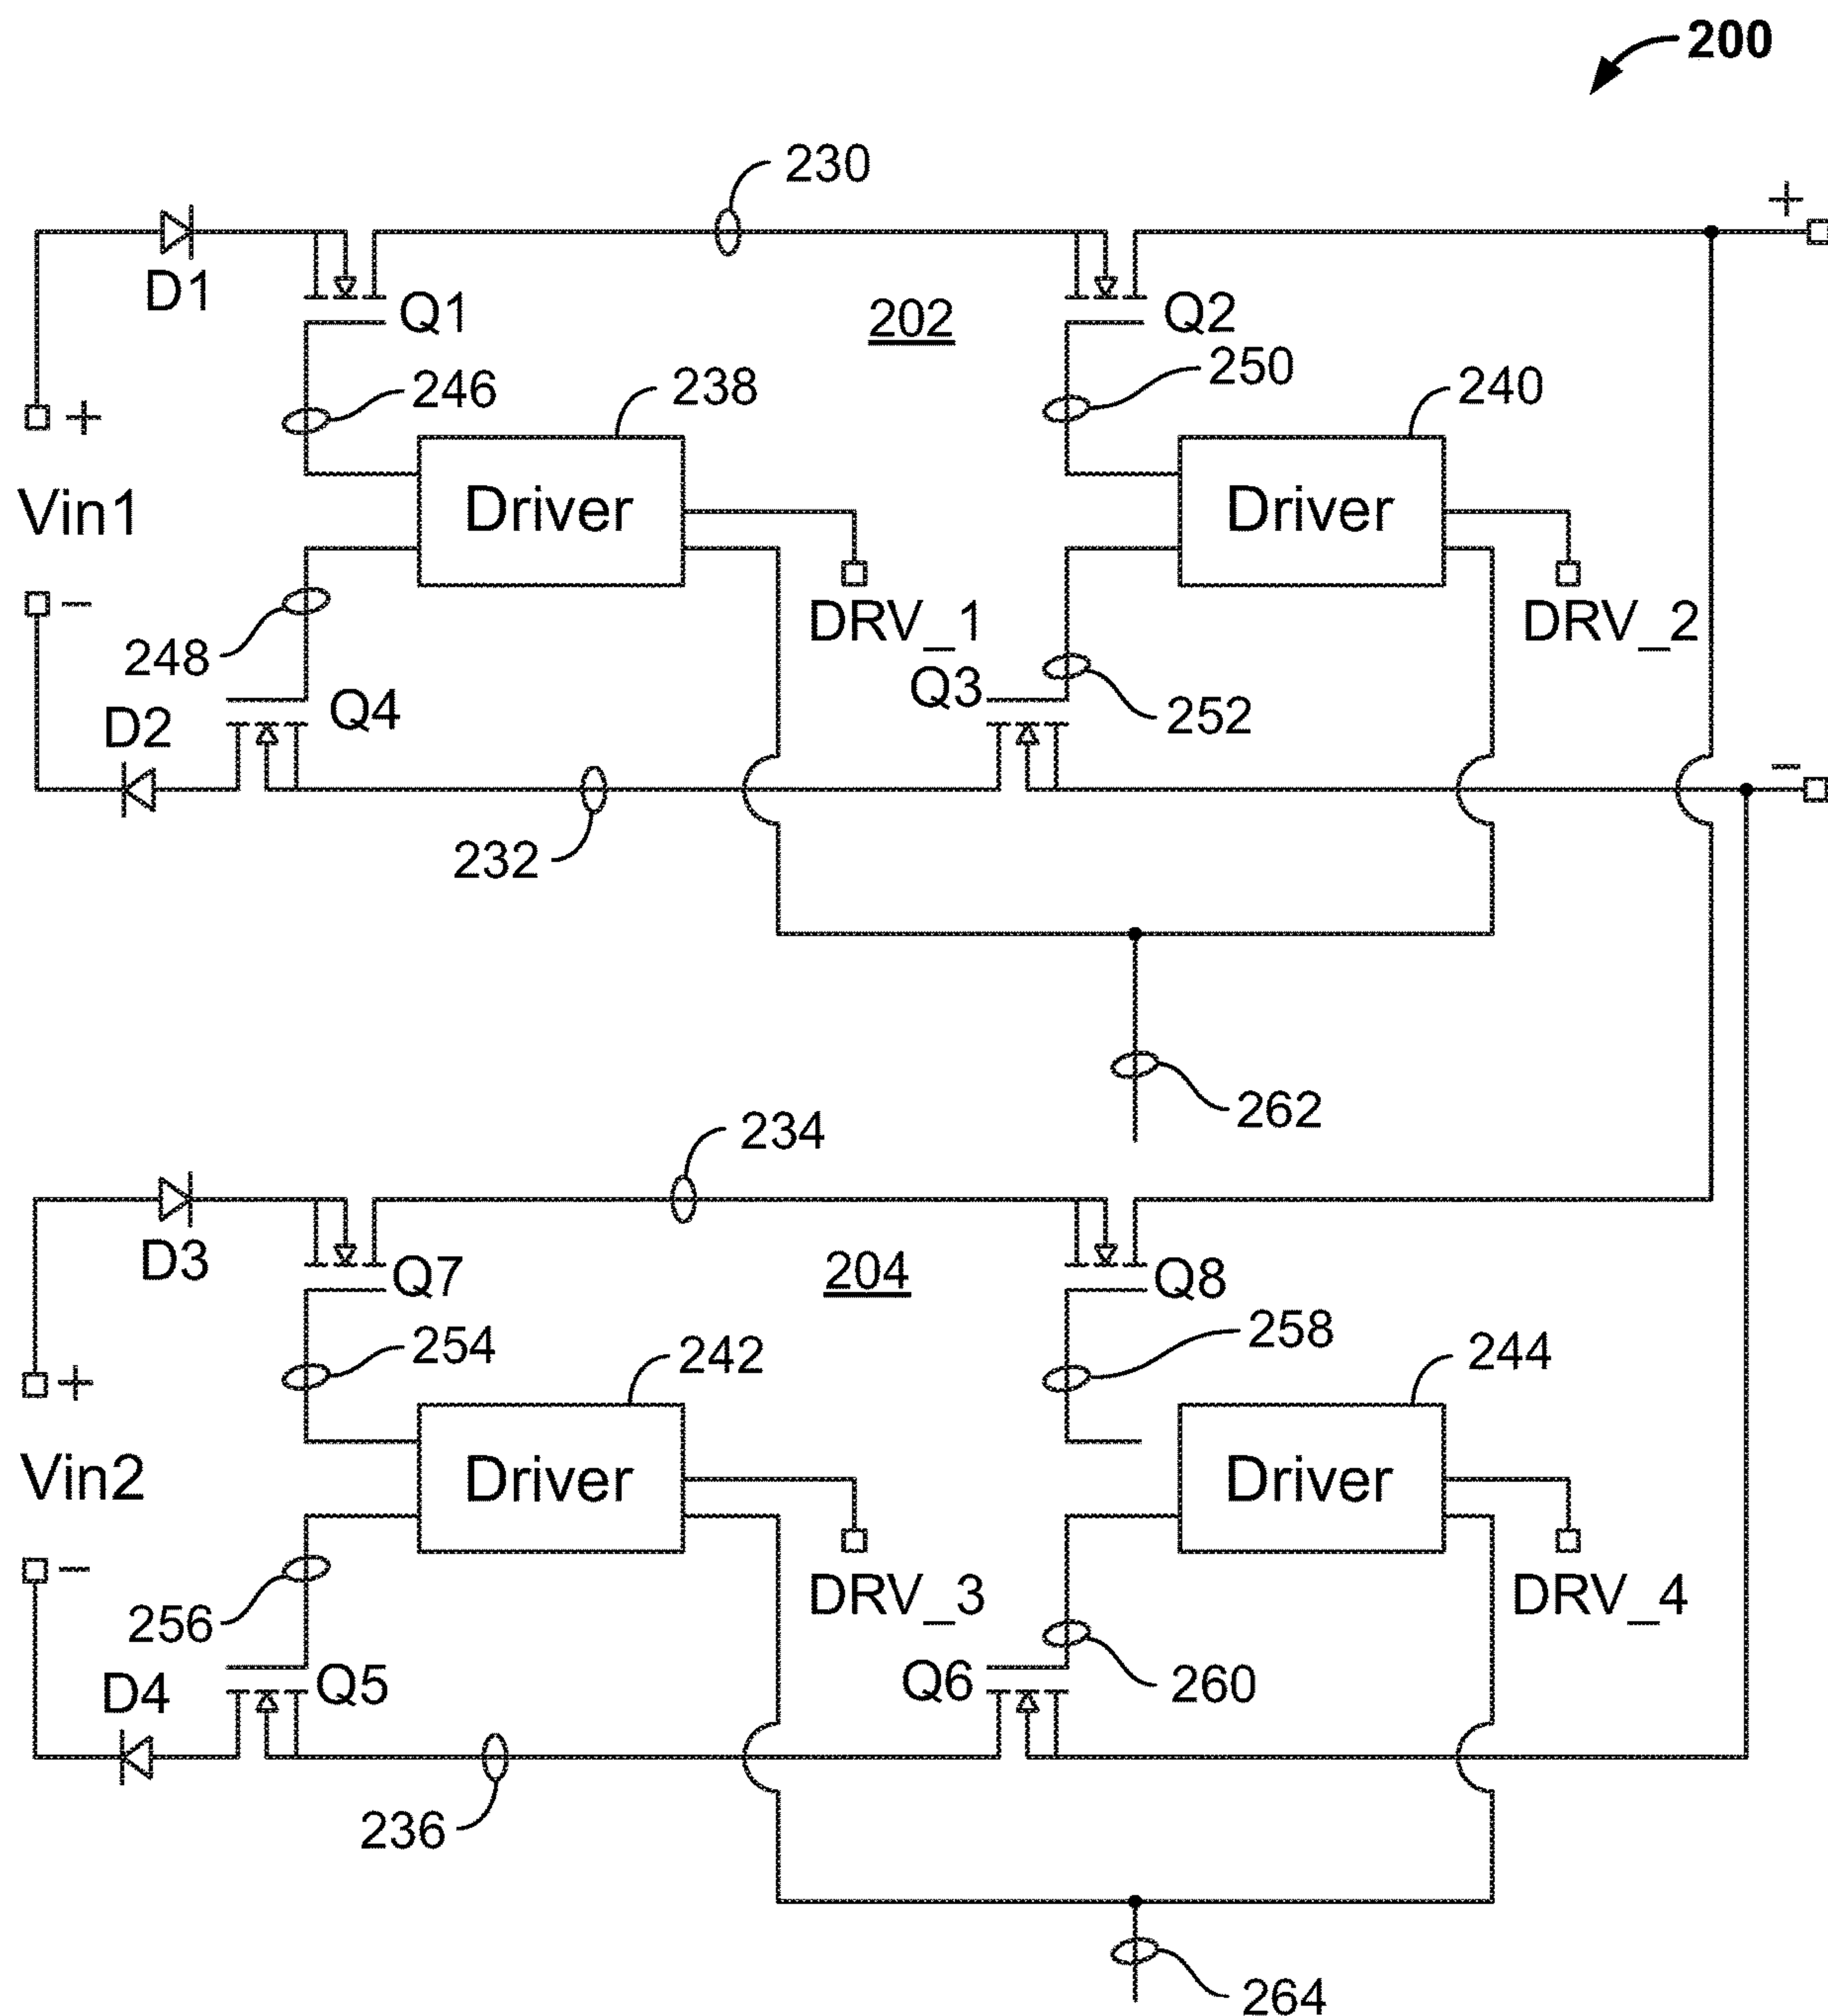 200
230
+
D1
Q1
202
Q2
246
238
250
240
+
Vin1
Driver
Driver
−
DRV_1
DRV_2
248
Q4
Q3
252
D2
−
232
262
234
D3
Q7
204
Q8
254
242
258
244
+
Vin2
Driver
Driver
−
DRV_3
DRV_4
256
Q5
Q6
260
D4
236
264